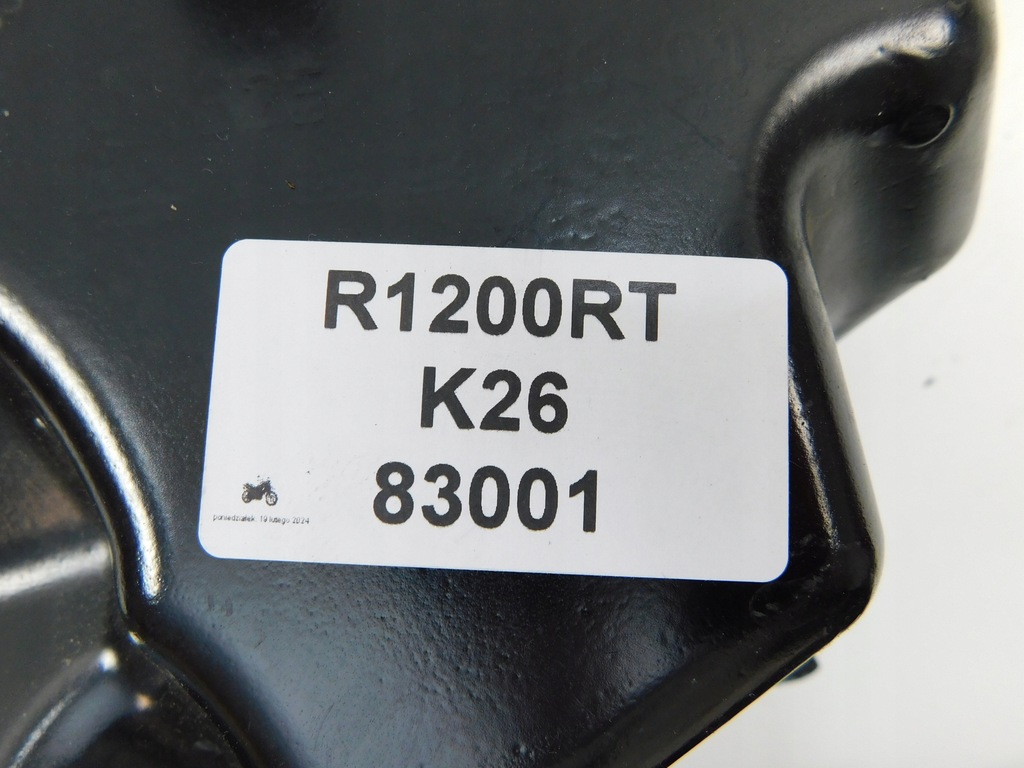 R1200RT
K26
83001
poniedziałek, 19 lutego 2024